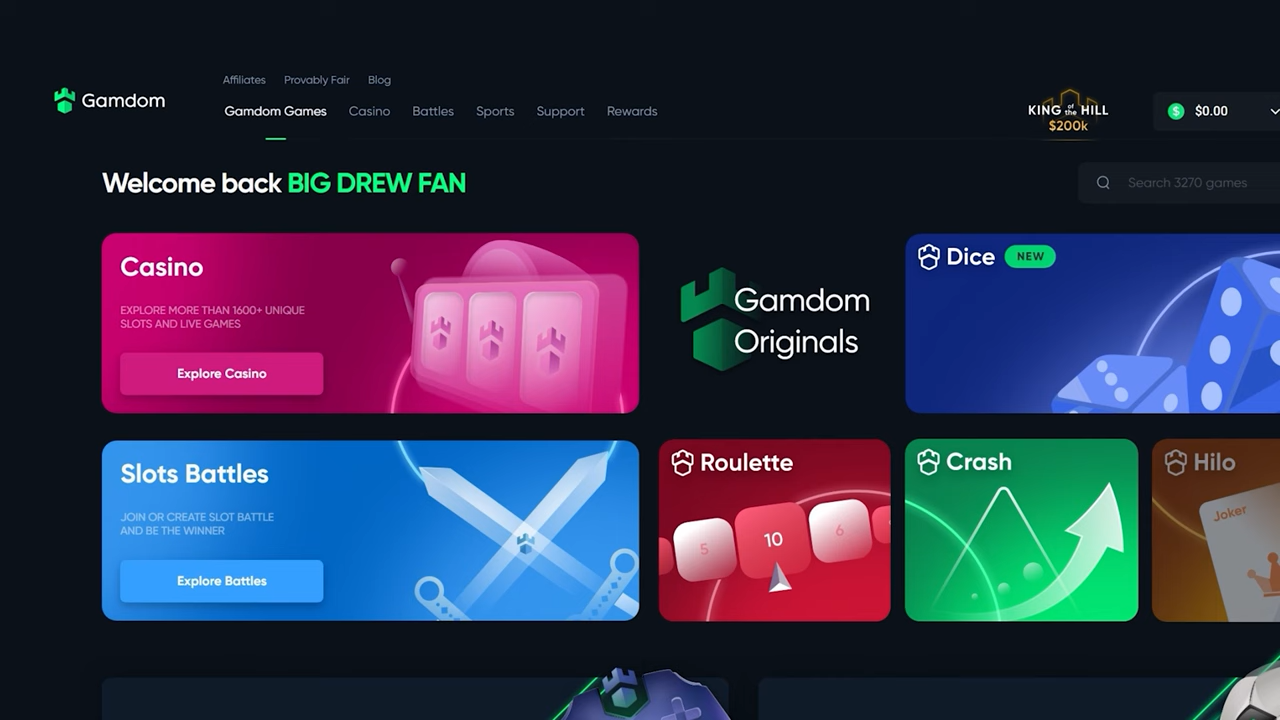 Affiliates Provably Fair Blog
Gamdom
Gamdom Games Casino Battles Sports Support Rewards
KING of the HILL
$200k
$ $0.00
Welcome back BIG DREW FAN
Search 3270 games
Casino
EXPLORE MORE THAN 1600+ UNIQUE
SLOTS AND LIVE GAMES
Explore Casino
Gamdom
Originals
Dice NEW
Slots Battles
JOIN OR CREATE SLOT BATTLE
AND BE THE WINNER
Explore Battles
Roulette
5 10 6
Crash
Hilo
Joker